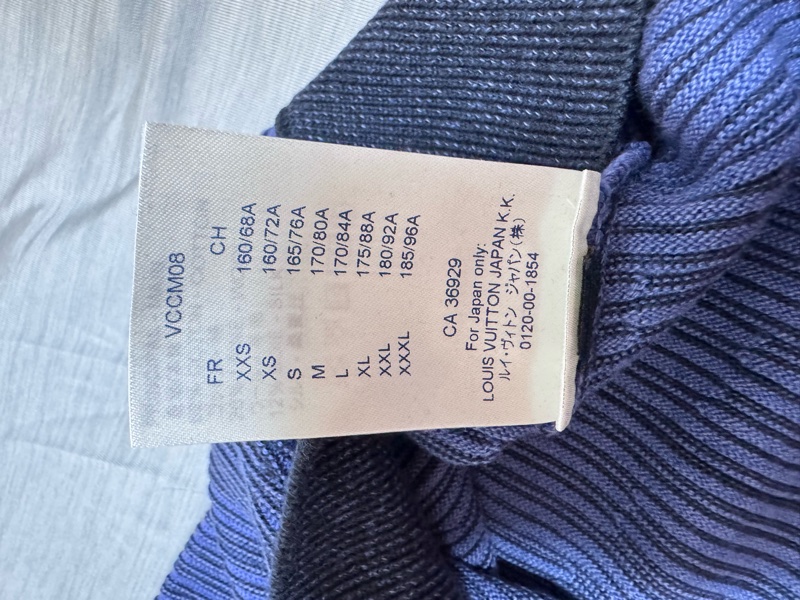 VCCM08
FR CH
XXS 160/68A
XS 160/72A
S 165/76A
M 170/80A
L 170/84A
XL 175/88A
XXL 180/92A
XXXL 185/96A
CA 36929
For Japan only:
LOUIS VUITTON JAPAN K.K.
ルイ・ヴィトン ジャパン(株)
0120-00-1854